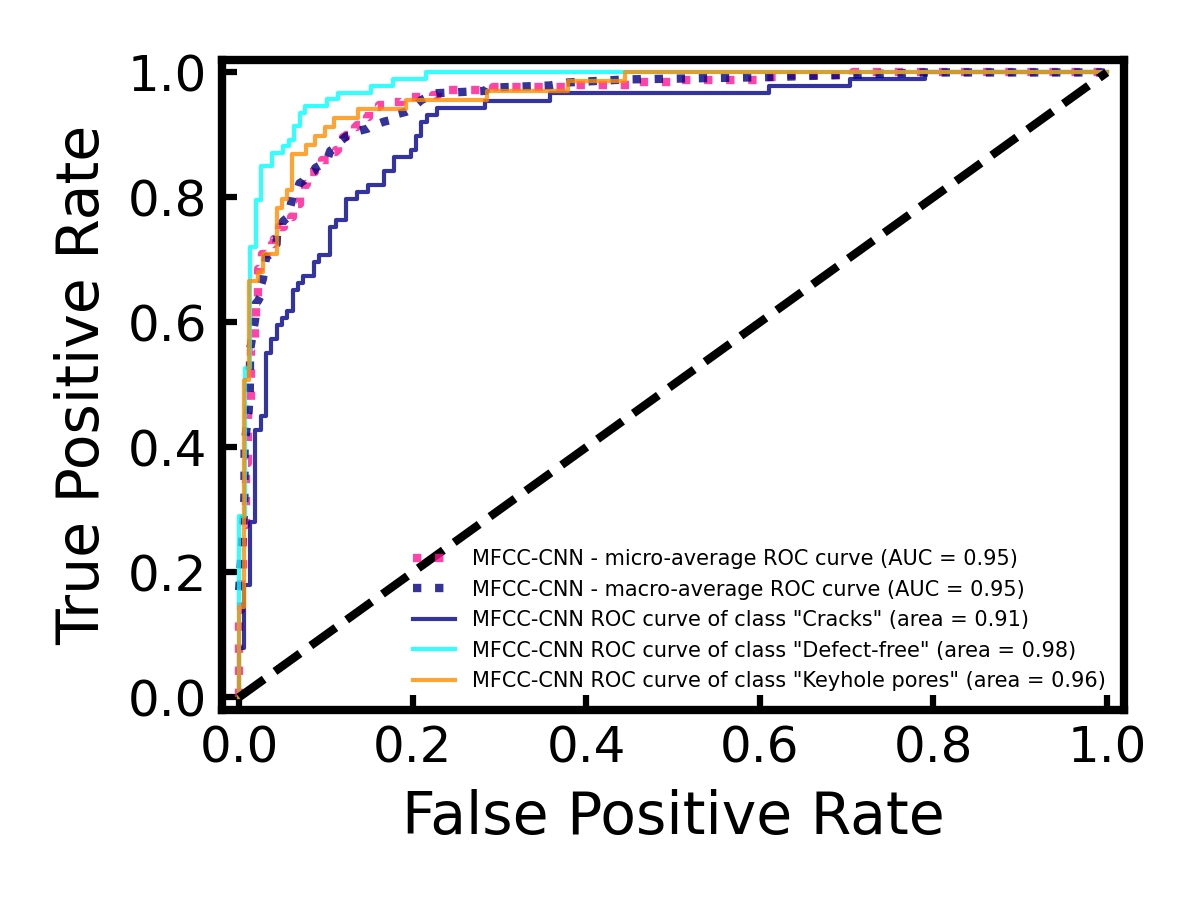 1.0
0.8
0.6
0.4
0.2
0.0
True Positive Rate
MFCC-CNN - micro-average ROC curve (AUC = 0.95)
MFCC-CNN - macro-average ROC curve (AUC = 0.95)
MFCC-CNN ROC curve of class "Cracks" (area = 0.91)
MFCC-CNN ROC curve of class "Defect-free" (area = 0.98)
MFCC-CNN ROC curve of class "Keyhole pores" (area = 0.96)
0.0 0.2 0.4 0.6 0.8 1.0
False Positive Rate